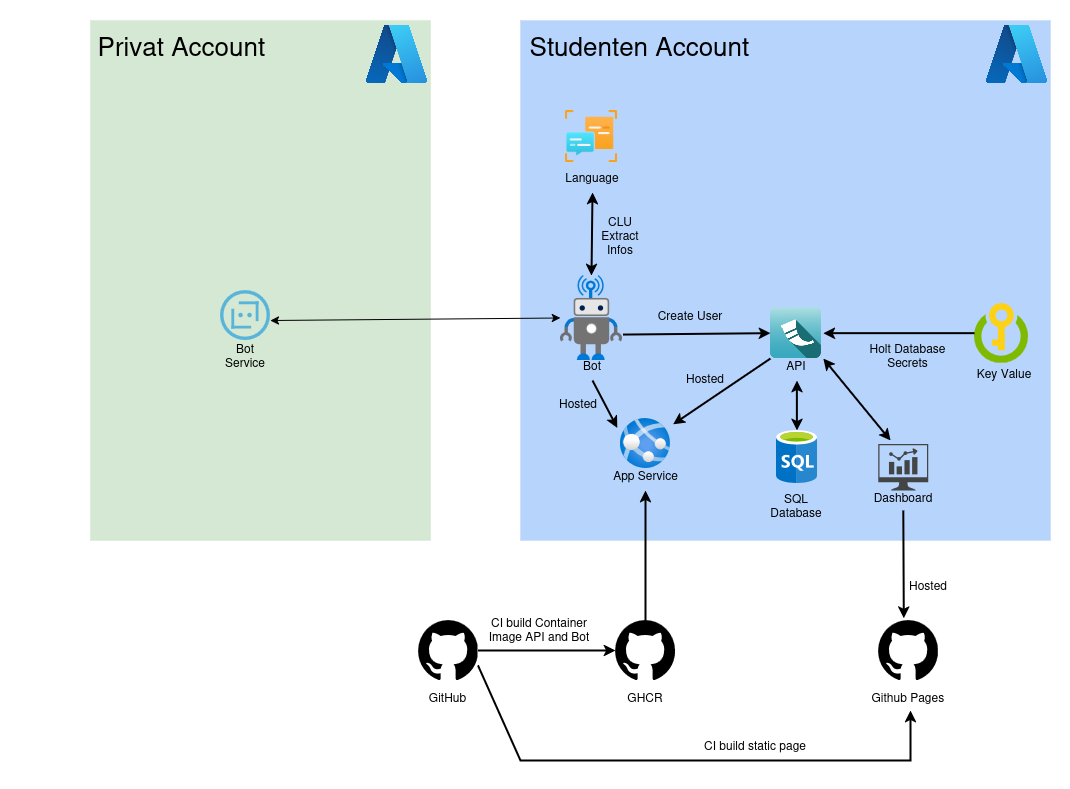 Privat Account
Studenten Account
Language
CLU
Extract
Infos
Bot
Service
Bot
Create User
API
Holt Database
Secrets
Key Value
Hosted
Hosted
App Service
SQL
SQL
Database
Dashboard
Hosted
CI build Container
Image API and Bot
GitHub
GHCR
Github Pages
CI build static page